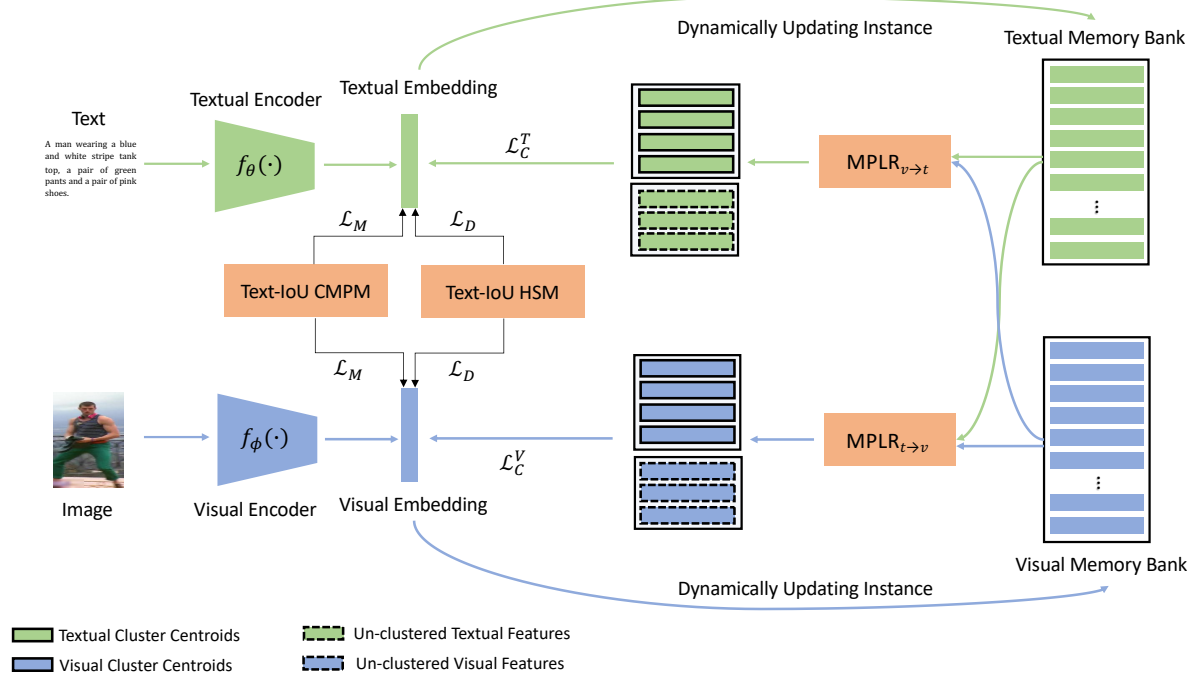 Dynamically Updating Instance
Textual Memory Bank
Textual Encoder
Textual Embedding
Text
A man wearing a blue
and white stripe tank
top, a pair of green
pants and a pair of pink
shoes.
f_θ(·)
ℒ_C^T
MPLR_{v→t}
...
ℒ_M
ℒ_D
Text-IoU CMPM
Text-IoU HSM
ℒ_M
ℒ_D
f_ϕ(·)
ℒ_C^V
MPLR_{t→v}
...
Image
Visual Encoder
Visual Embedding
Visual Memory Bank
Dynamically Updating Instance
Textual Cluster Centroids
Un-clustered Textual Features
Visual Cluster Centroids
Un-clustered Visual Features